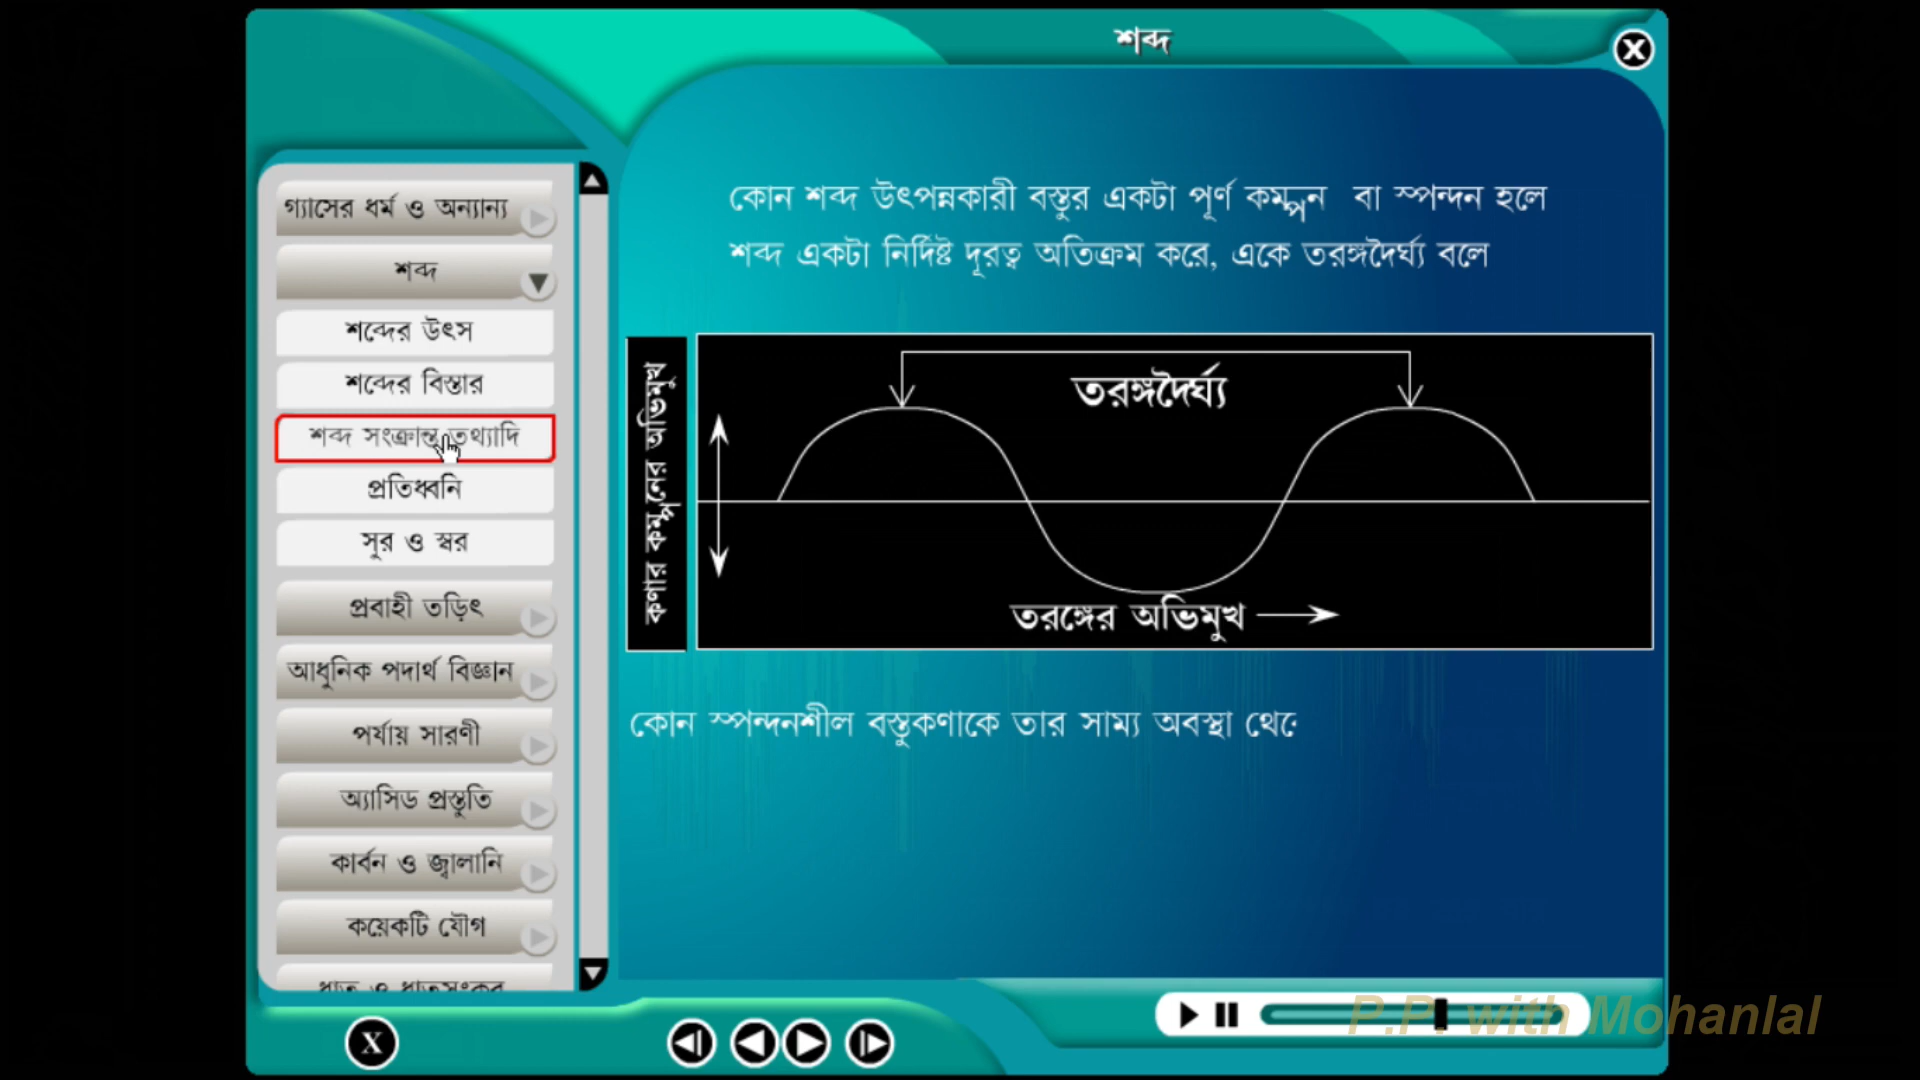 শব্দ
গ্যাসের ধর্ম ও অন্যান্য
শব্দ
শব্দের উৎস
শব্দের বিস্তার
শব্দ সংক্রান্ত তথ্যাদি
প্রতিধ্বনি
সুর ও স্বর
প্রবাহী তড়িৎ
আধুনিক পদার্থ বিজ্ঞান
পর্যায় সারণী
অ্যাসিড প্রস্তুতি
কার্বন ও জ্বালানি
কয়েকটি যৌগ
ধাতু ও ধাতুসংকর
X
কোন শব্দ উৎপন্নকারী বস্তুর একটা পূর্ণ কম্পন বা স্পন্দন হলে
শব্দ একটা নির্দিষ্ট দূরত্ব অতিক্রম করে, একে তরঙ্গদৈর্ঘ্য বলে
কণার কম্পনের অভিমুখ
তরঙ্গদৈর্ঘ্য
তরঙ্গের অভিমুখ
কোন স্পন্দনশীল বস্তুকণাকে তার সাম্য অবস্থা
P.P. with Mohanlal